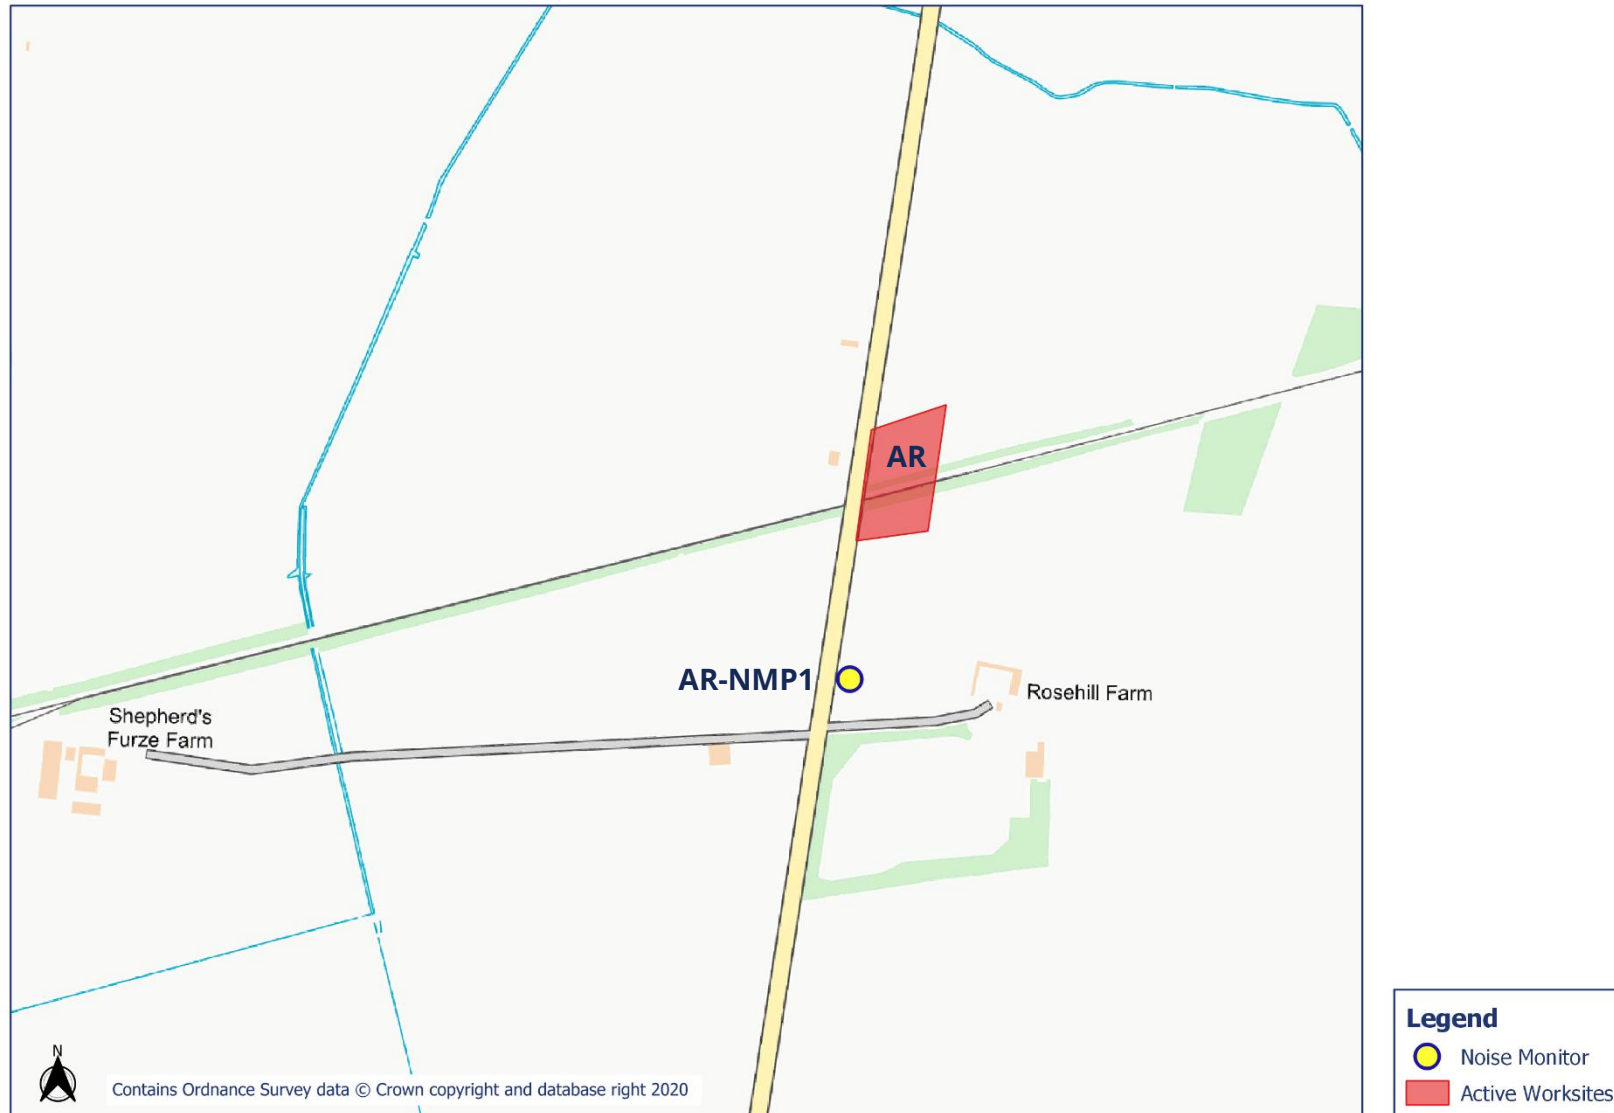 AR
AR-NMP1
Rosehill Farm
Shepherd's
Furze Farm
N
Contains Ordnance Survey data © Crown copyright and database right 2020
Legend
Noise Monitor
Active Worksites